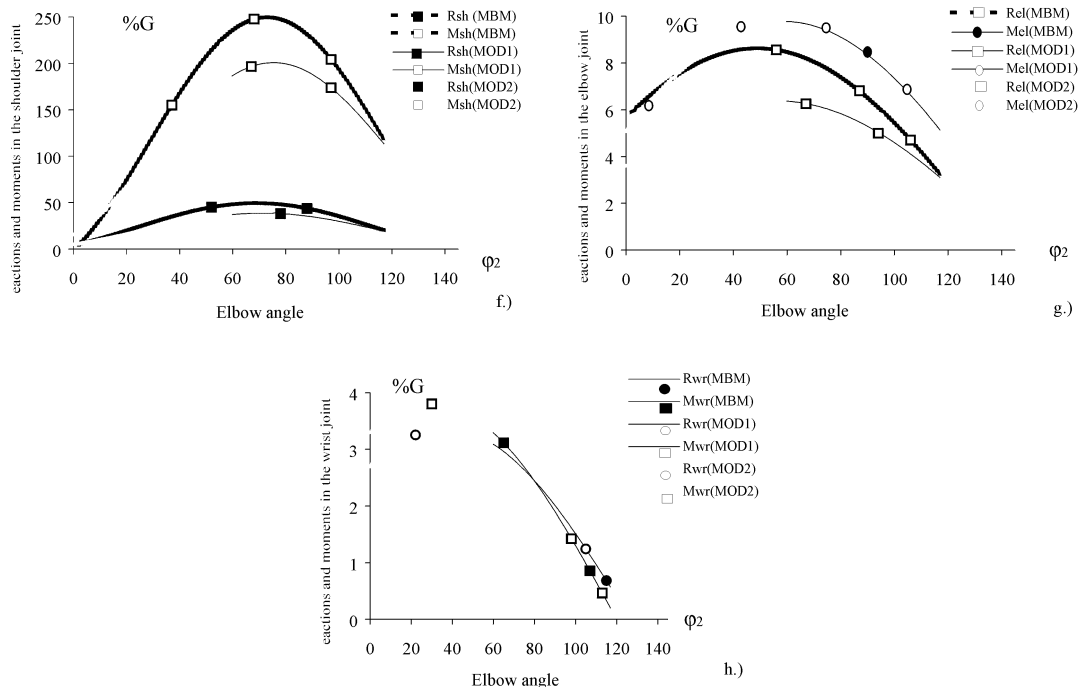 %G
250
200
150
100
50
0
0 20 40 60 80 100 120 140
eactions and moments in the shoulder joint
Elbow angle
φ2
f.)
Rsh (MBM)
Msh (MBM)
Rsh(MOD1)
Msh(MOD1)
Rsh(MOD2)
Msh(MOD2)
%G
10
8
6
4
2
0
0 20 40 60 80 100 120 140
eactions and moments in the elbow joint
Elbow angle
φ2
g.)
Rel(MBM)
Mel(MBM)
Rel(MOD1)
Mel(MOD1)
Rel(MOD2)
Mel(MOD2)
%G
4
3
2
1
0
0 20 40 60 80 100 120 140
eactions and moments in the wrist joint
Elbow angle
φ2
h.)
Rwr(MBM)
Mwr(MBM)
Rwr(MOD1)
Mwr(MOD1)
Rwr(MOD2)
Mwr(MOD2)